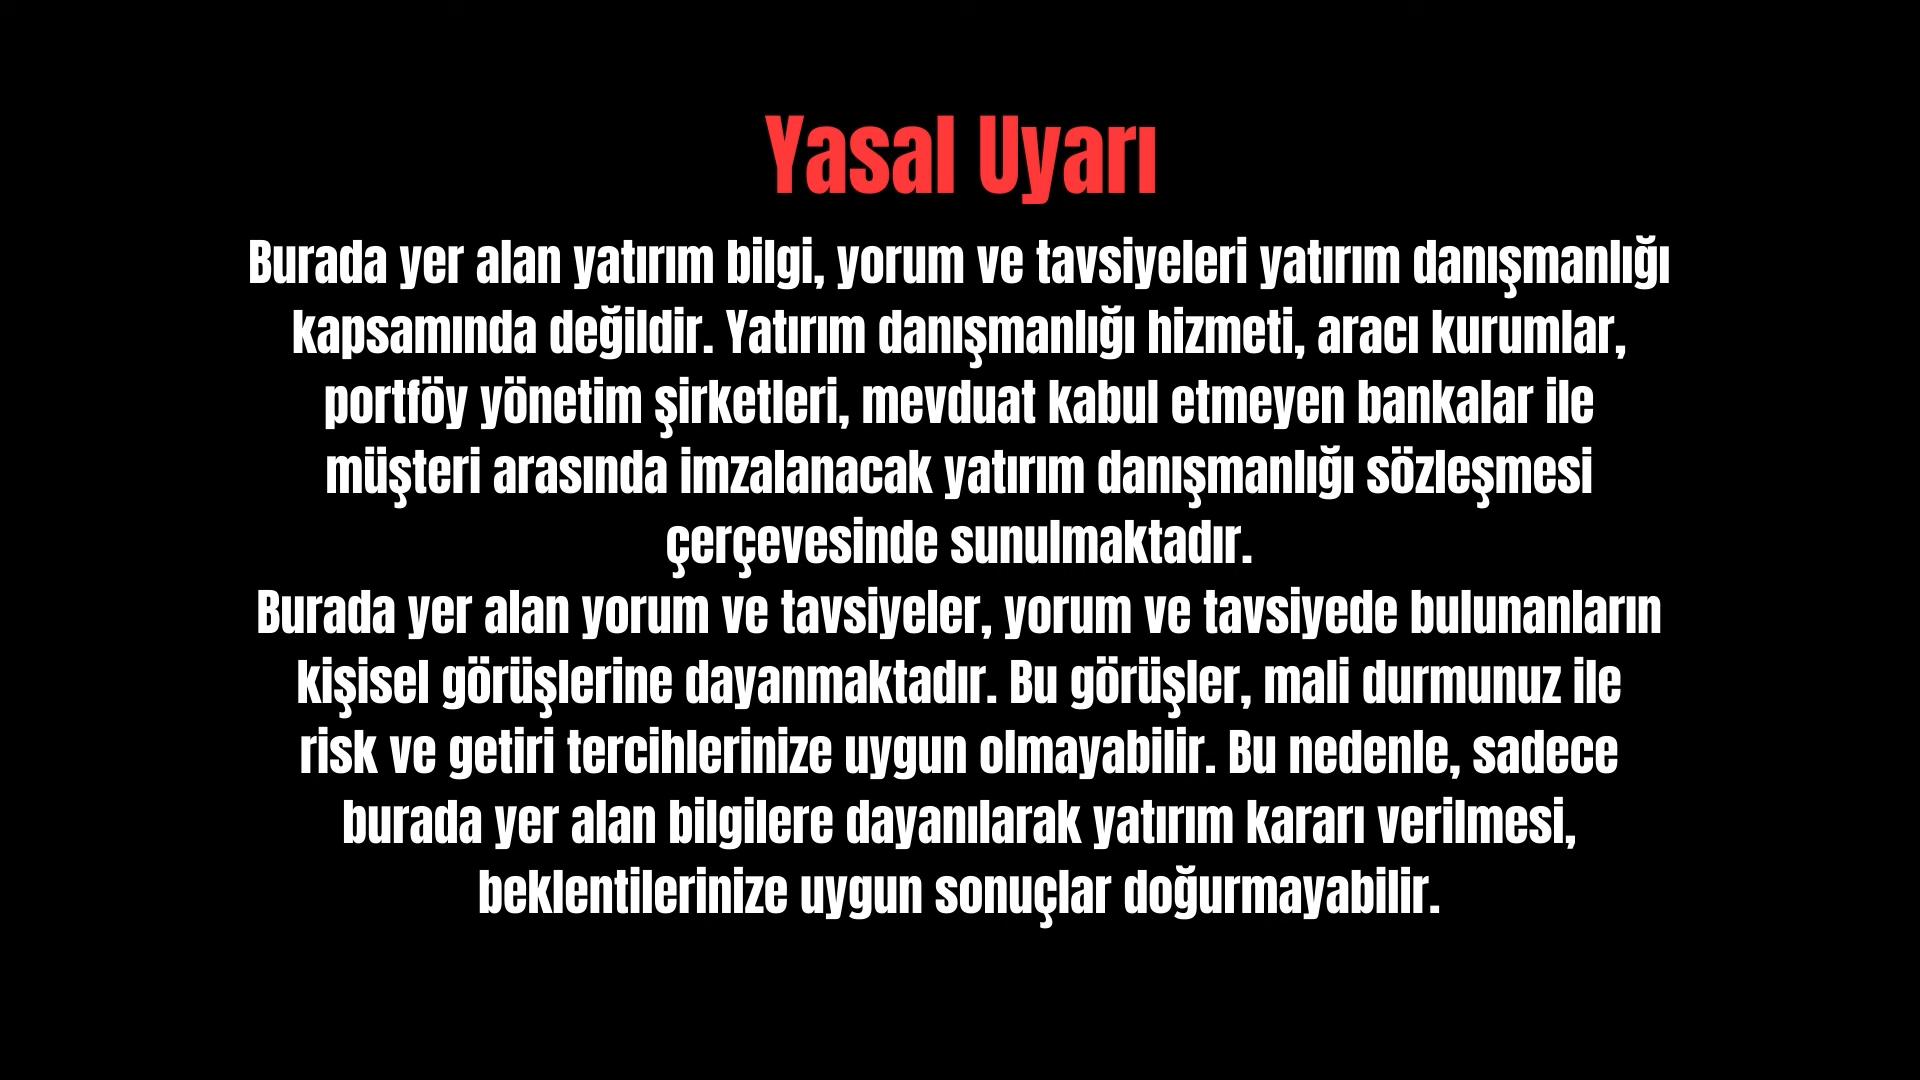 Yasal Uyarı
Burada yer alan yatırım bilgi, yorum ve tavsiyeleri yatırım danışmanlığı
kapsamında değildir. Yatırım danışmanlığı hizmeti, aracı kurumlar,
portföy yönetim şirketleri, mevduat kabul etmeyen bankalar ile
müşteri arasında imzalanacak yatırım danışmanlığı sözleşmesi
çerçevesinde sunulmaktadır.
Burada yer alan yorum ve tavsiyeler, yorum ve tavsiyede bulunanların
kişisel görüşlerine dayanmaktadır. Bu görüşler, mali durmunuz ile
risk ve getiri tercihlerinize uygun olmayabilir. Bu nedenle, sadece
burada yer alan bilgilere dayanılarak yatırım kararı verilmesi,
beklentilerinize uygun sonuçlar doğurmayabilir.